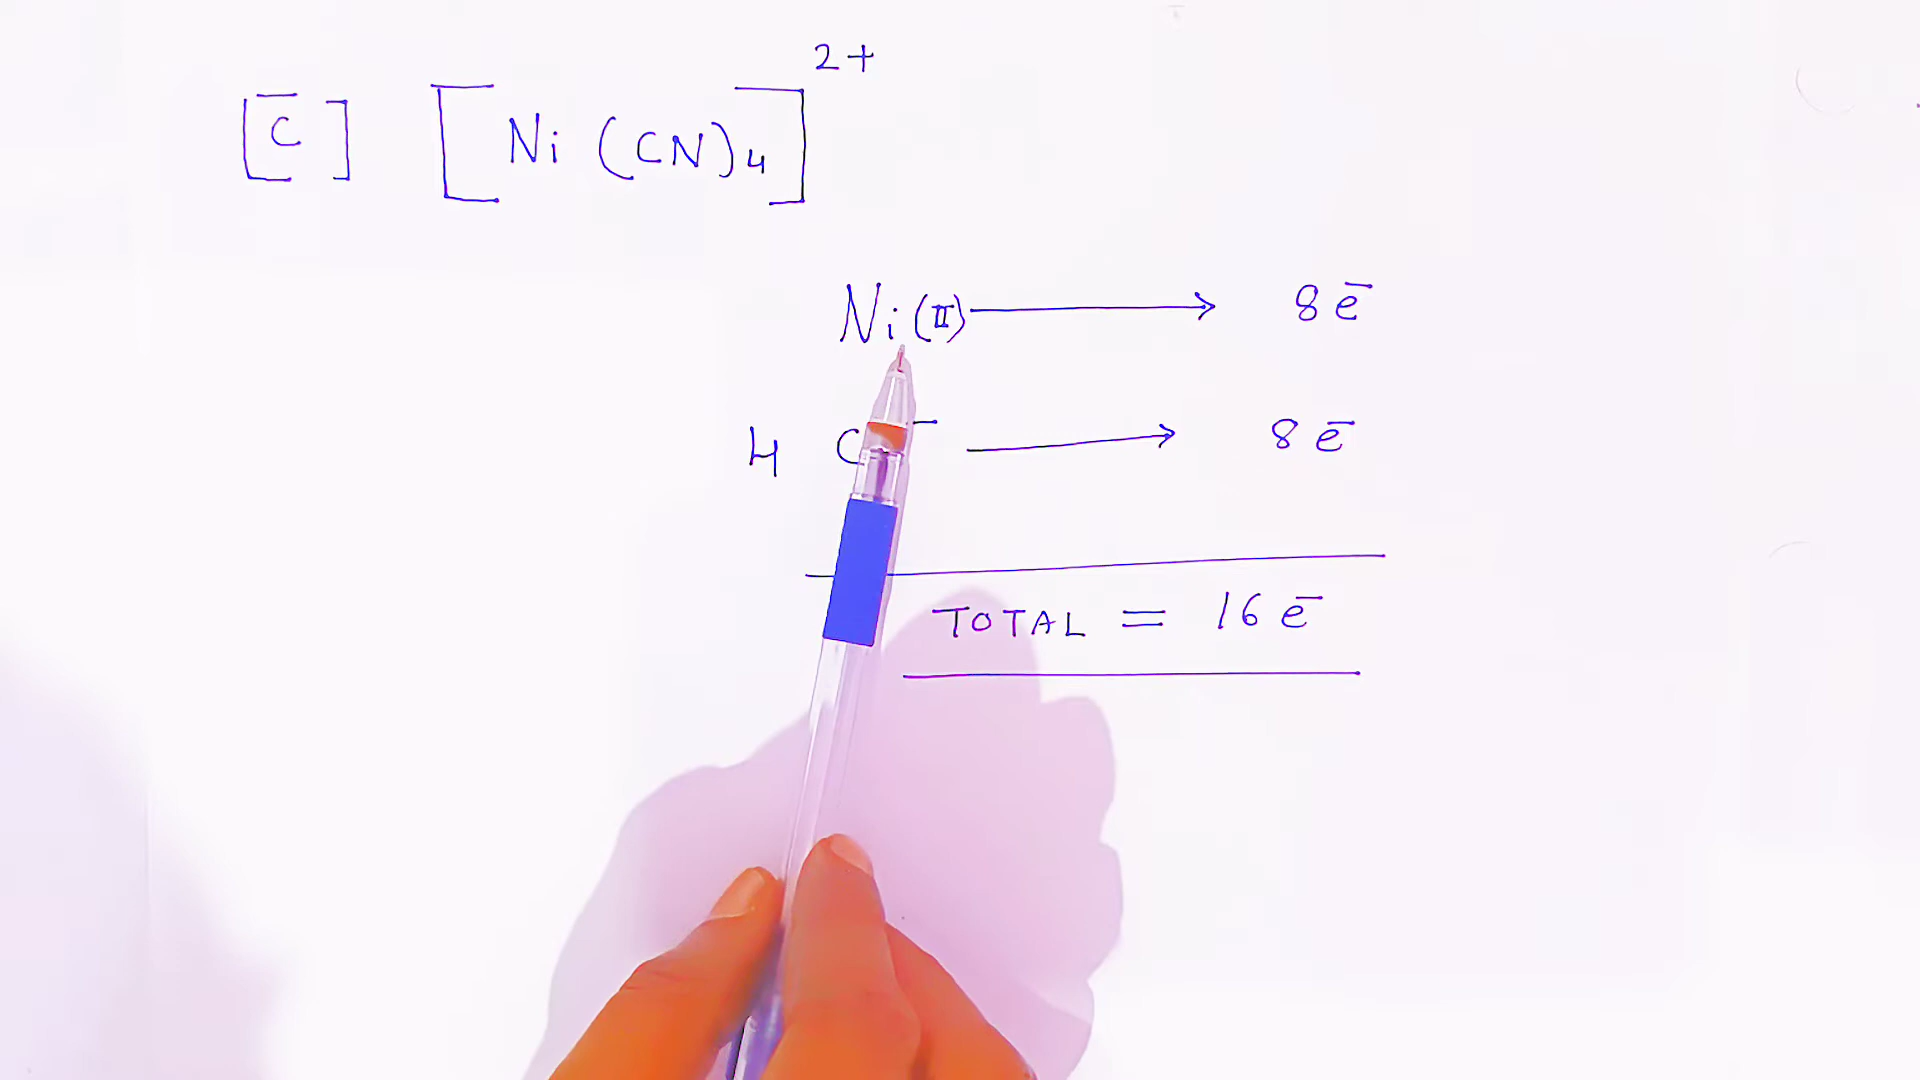 [C̄] [Ni(CN)₄]²⁺
Ni(II) ⟶ 8 e⁻
4 ⟶ 8 e⁻
TOTAL = 16 e⁻